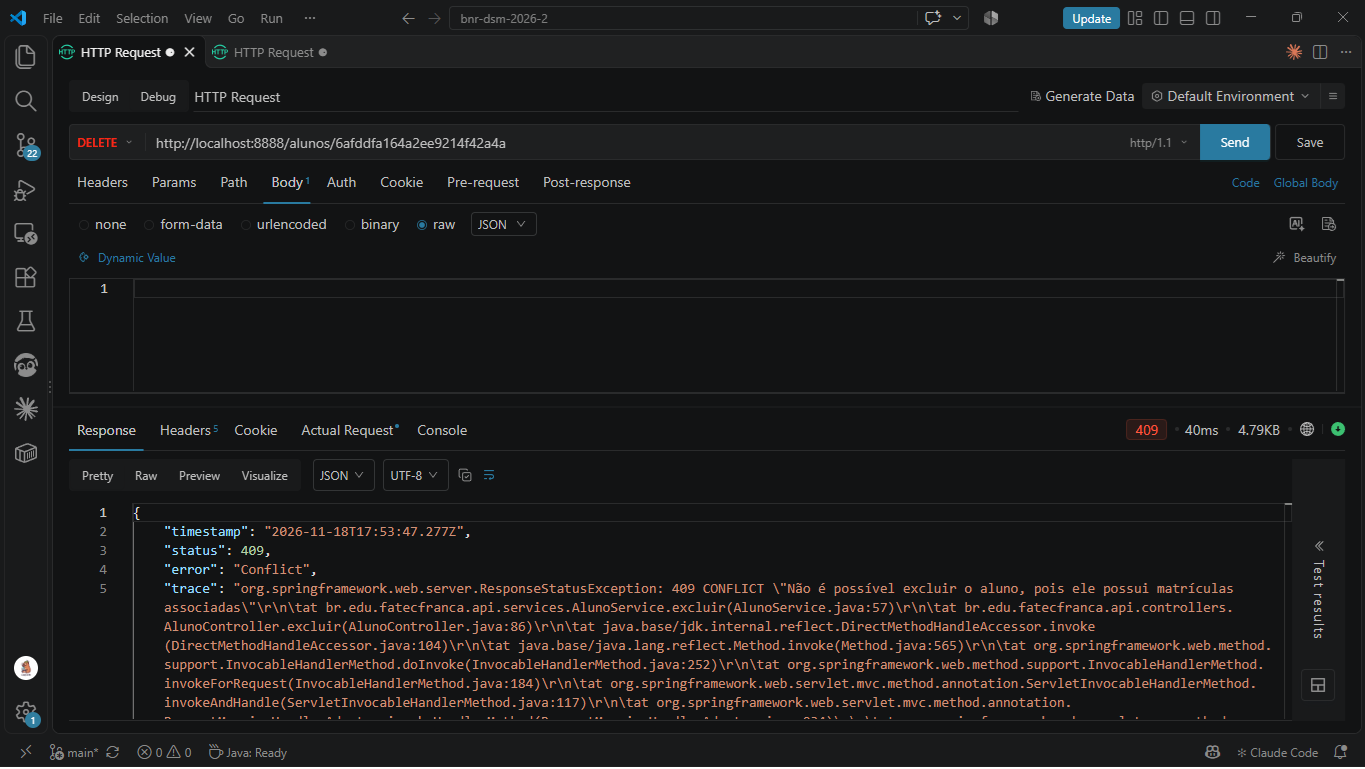 File Edit Selection View Go Run ··· bnr-dsm-2026-2 Update
HTTP Request HTTP Request
Design Debug HTTP Request Generate Data Default Environment
DELETE http://localhost:8888/alunos/6afddfa164a2ee9214f42a4a http/1.1 Send Save
Headers Params Path Body 1 Auth Cookie Pre-request Post-response Code Global Body
none form-data urlencoded binary raw JSON
Dynamic Value Beautify
1
Response Headers 5 Cookie Actual Request Console 409 40ms 4.79KB
Pretty Raw Preview Visualize JSON UTF-8
1 {
2 "timestamp": "2026-11-18T17:53:47.277Z",
3 "status": 409,
4 "error": "Conflict",
5 "trace": "org.springframework.web.server.ResponseStatusException: 409 CONFLICT \"Não é possível excluir o aluno, pois ele possui matrículas
associadas\"\r\n\tat br.edu.fatecfranca.api.services.AlunoService.excluir(AlunoService.java:57)\r\n\tat br.edu.fatecfranca.api.controllers.
AlunoController.excluir(AlunoController.java:86)\r\n\tat java.base/jdk.internal.reflect.DirectMethodHandleAccessor.invoke
(DirectMethodHandleAccessor.java:104)\r\n\tat java.base/java.lang.reflect.Method.invoke(Method.java:565)\r\n\tat org.springframework.web.method.
support.InvocableHandlerMethod.doInvoke(InvocableHandlerMethod.java:252)\r\n\tat org.springframework.web.method.support.InvocableHandlerMethod.
invokeForRequest(InvocableHandlerMethod.java:184)\r\n\tat org.springframework.web.servlet.mvc.method.annotation.ServletInvocableHandlerMethod.
invokeAndHandle(ServletInvocableHandlerMethod.java:117)\r\n\tat org.springframework.web.servlet.mvc.method.annotation.
Test results
22
1
main* 0 0 Java: Ready Claude Code